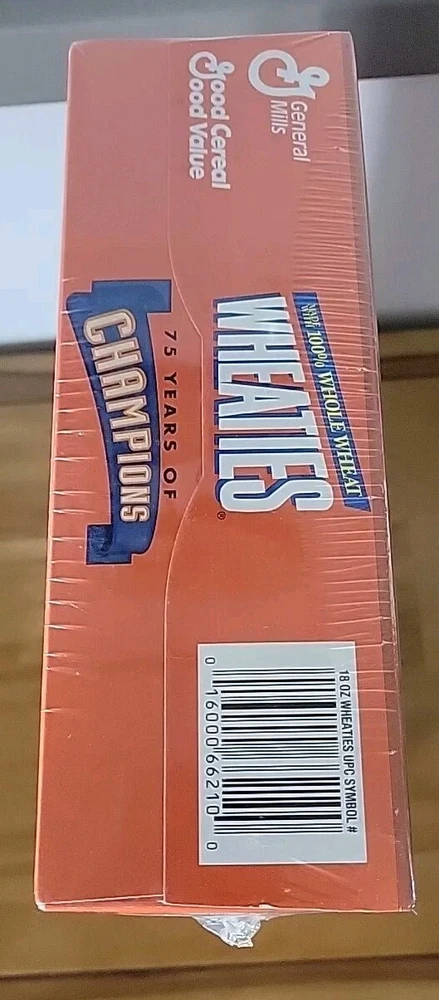 General
Mills
Good Cereal
Good Value
100% WHOLE WHEAT
WHEATIES®
75 YEARS OF
CHAMPIONS
18 OZ WHEATIES UPC SYMBOL #
0 16000 66210 0